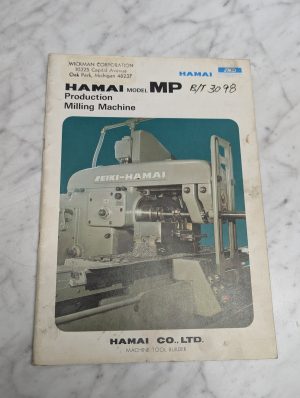 WICKMAN CORPORATION
10325 Capital Avenue
Oak Park, Michigan 48237
HAMAI
HAMAI MODEL MP
Production
Milling Machine
B/T 3098
ZEIKI-HAMAI
HAMAI CO., LTD.
MACHINE TOOL BUILDER